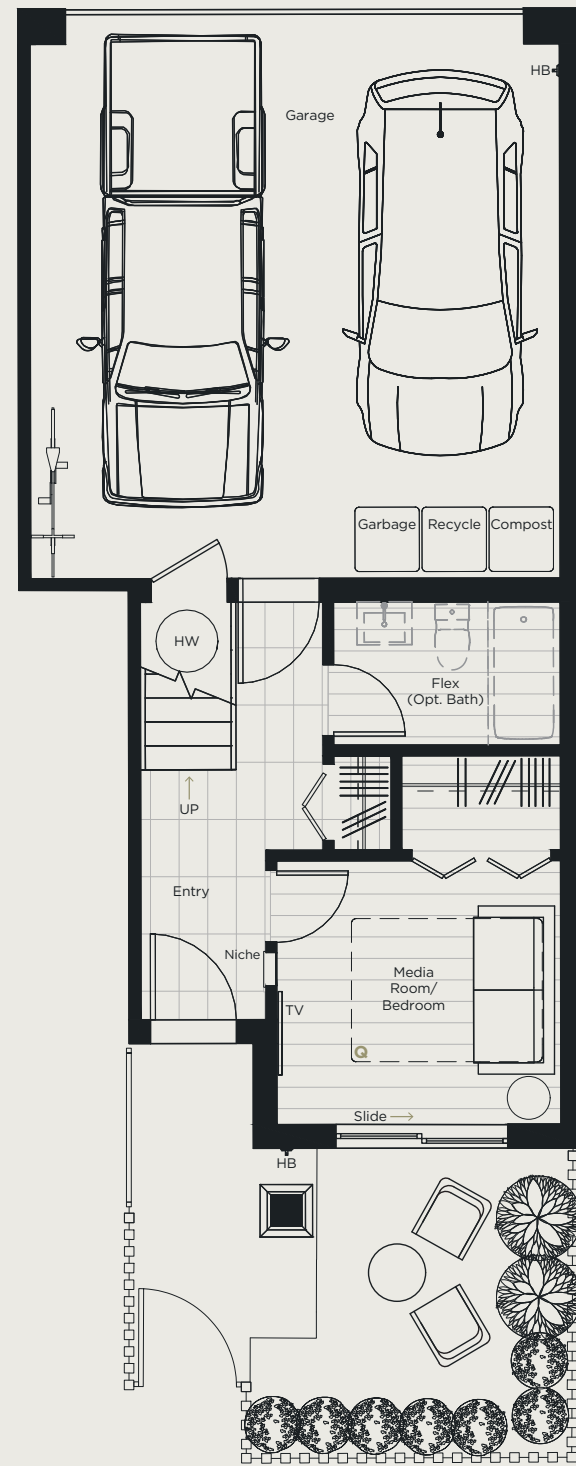 HB
Garage
Garbage Recycle Compost
HW
Flex
(Opt. Bath)
UP
Entry
Niche
Media
Room/
Bedroom
TV
Q
Slide
HB